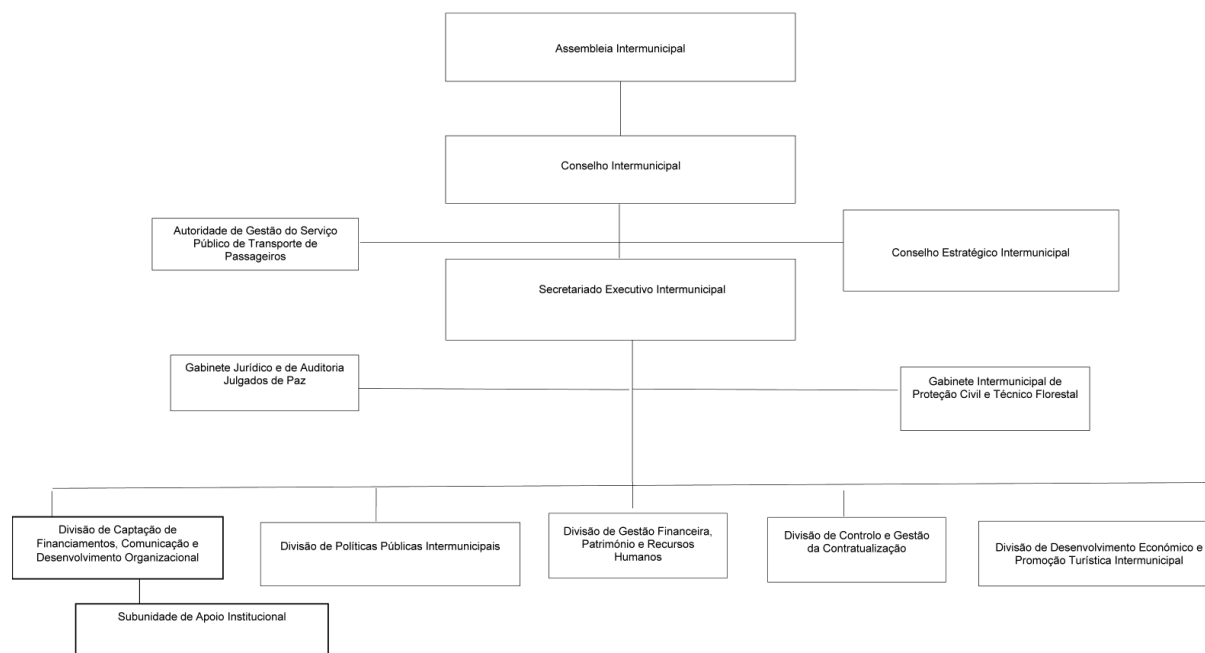 Assembleia Intermunicipal
Conselho Intermunicipal
Autoridade de Gestão do Serviço
Público de Transporte de
Passageiros
Conselho Estratégico Intermunicipal
Secretariado Executivo Intermunicipal
Gabinete Jurídico e de Auditoria
Julgados de Paz
Gabinete Intermunicipal de
Proteção Civil e Técnico Florestal
Divisão de Captação de
Financiamentos, Comunicação e
Desenvolvimento Organizacional
Divisão de Políticas Públicas Intermunicipais
Divisão de Gestão Financeira,
Património e Recursos
Humanos
Divisão de Controlo e Gestão
da Contratualização
Divisão de Desenvolvimento Económico e
Promoção Turística Intermunicipal
Subunidade de Apoio Institucional